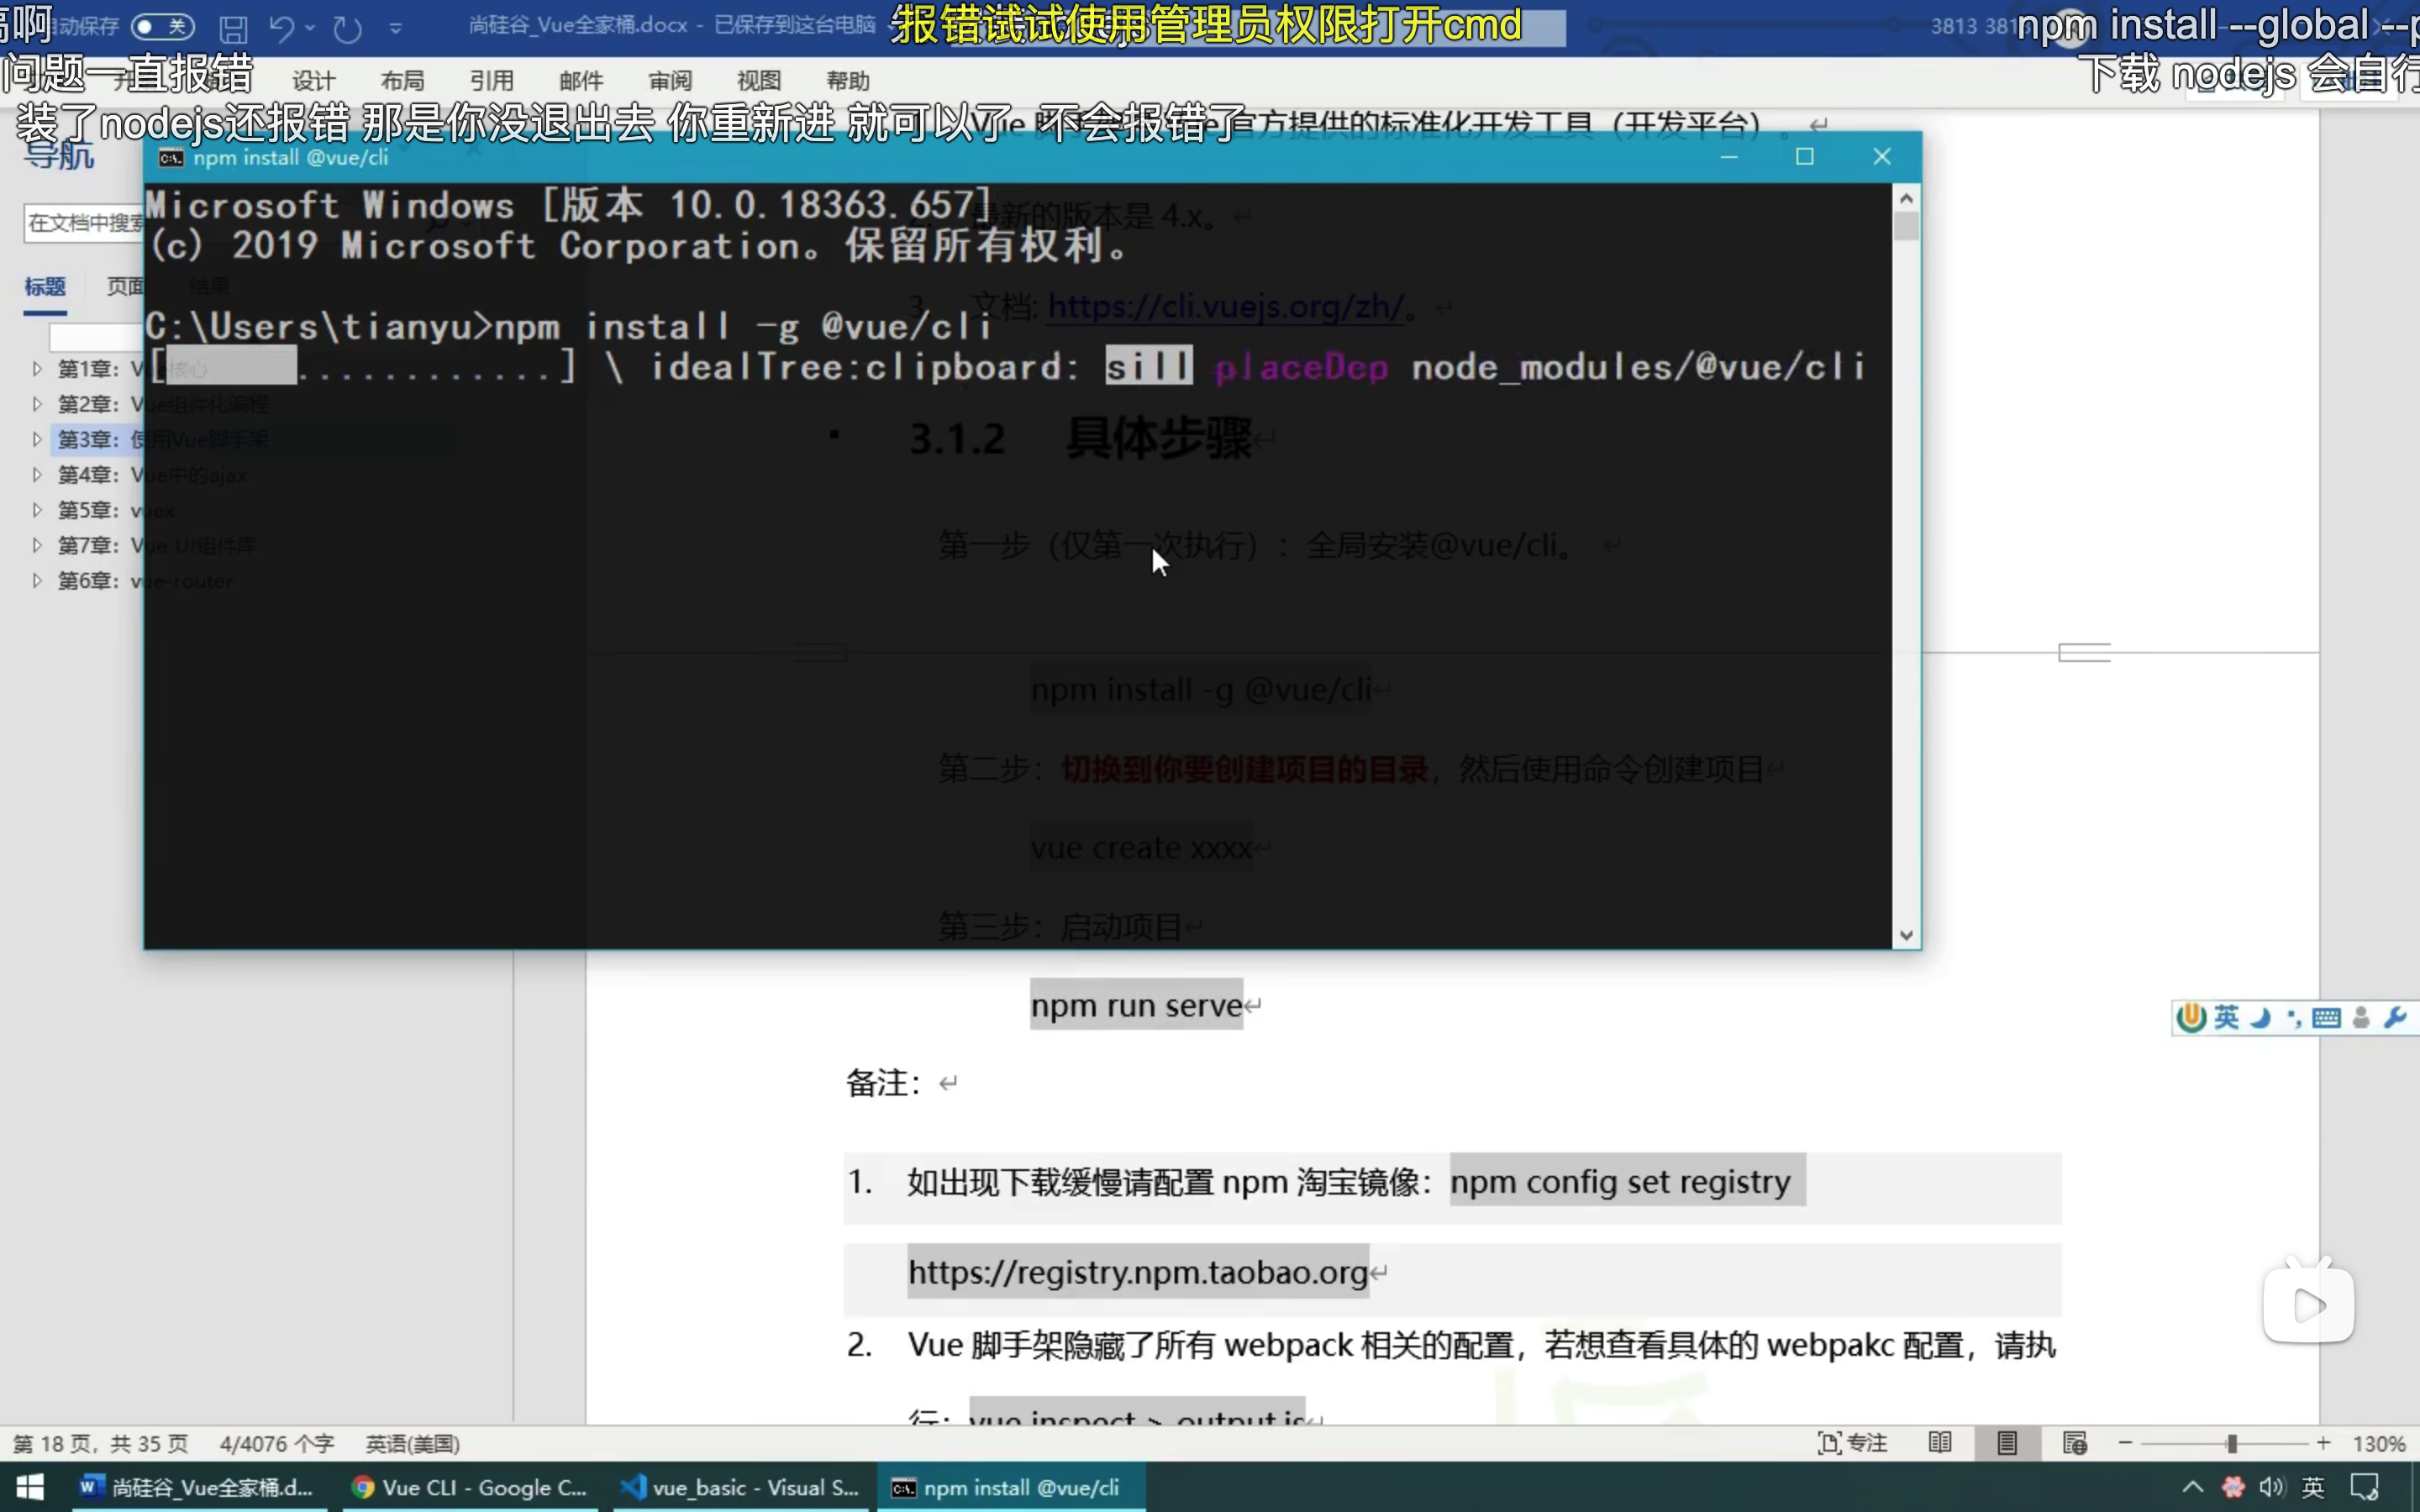 高啊
自动保存 关
尚硅谷_Vue全家桶.docx - 已保存到这台电脑
报错试试使用管理员权限打开cmd
3813 381
npm install --global --p
问题一直报错
设计 布局 引用 邮件 审阅 视图 帮助
下载 nodejs 会自行
装了nodejs还报错 那是你没退出去 你重新进 就可以了 不会报错了
官方提供的标准化开发工具（开发平台）。
导航
npm install @vue/cli
在文档中搜索
标题 页面 结果
Microsoft Windows [版本 10.0.18363.657]
(c) 2019 Microsoft Corporation。保留所有权利。
C:\Users\tianyu>npm install -g @vue/cli
[ ............] \ idealTree:clipboard: sill placeDep node_modules/@vue/cli
最新的版本是 4.x。
3. 文档: https://cli.vuejs.org/zh/。
第1章：Vue核心
第2章：Vue组件化编程
第3章：使用Vue脚手架
第4章：Vue中的ajax
第5章：vuex
第7章：Vue UI组件库
第6章：vue-router
3.1.2 具体步骤
第一步（仅第一次执行）：全局安装@vue/cli。
npm install -g @vue/cli
第二步：切换到你要创建项目的目录，然后使用命令创建项目
vue create xxxx
第三步：启动项目
npm run serve
英
备注：
1. 如出现下载缓慢请配置 npm 淘宝镜像：npm config set registry
https://registry.npm.taobao.org
2. Vue 脚手架隐藏了所有 webpack 相关的配置，若想查看具体的 webpakc 配置，请执
行：vue inspect > output.js
第 18 页，共 35 页 4/4076 个字 英语(美国)
专注 130%
尚硅谷_Vue全家桶.d... Vue CLI - Google C... vue_basic - Visual S... npm install @vue/cli
英